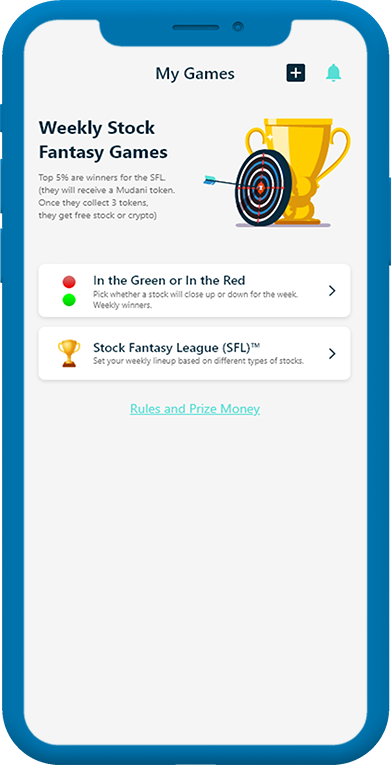 My Games
Weekly Stock
Fantasy Games
Top 5% are winners for the SFL.
(they will receive a Mudani token.
Once they collect 3 tokens,
they get free stock or crypto)
In the Green or In the Red
Pick whether a stock will close up or down for the week.
Weekly winners.
Stock Fantasy League (SFL)™
Set your weekly lineup based on different types of stocks.
Rules and Prize Money